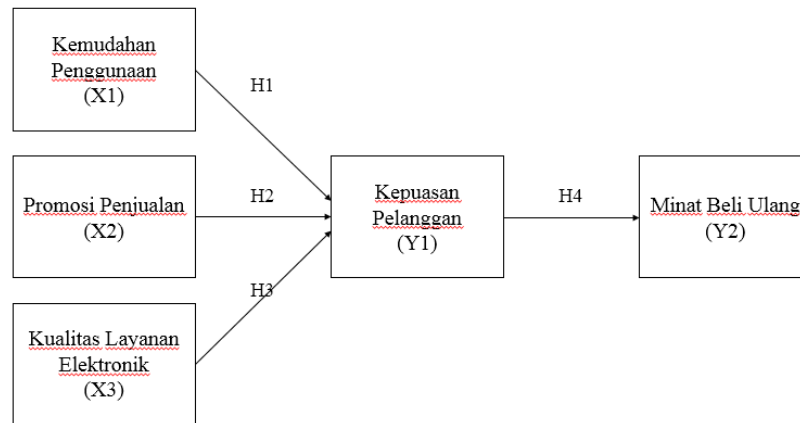 Kemudahan
Penggunaan
(X1)
H1
Promosi Penjualan
(X2)
H2
Kepuasan
Pelanggan
(Y1)
H4
Minat Beli Ulang
(Y2)
H3
Kualitas Layanan
Elektronik
(X3)